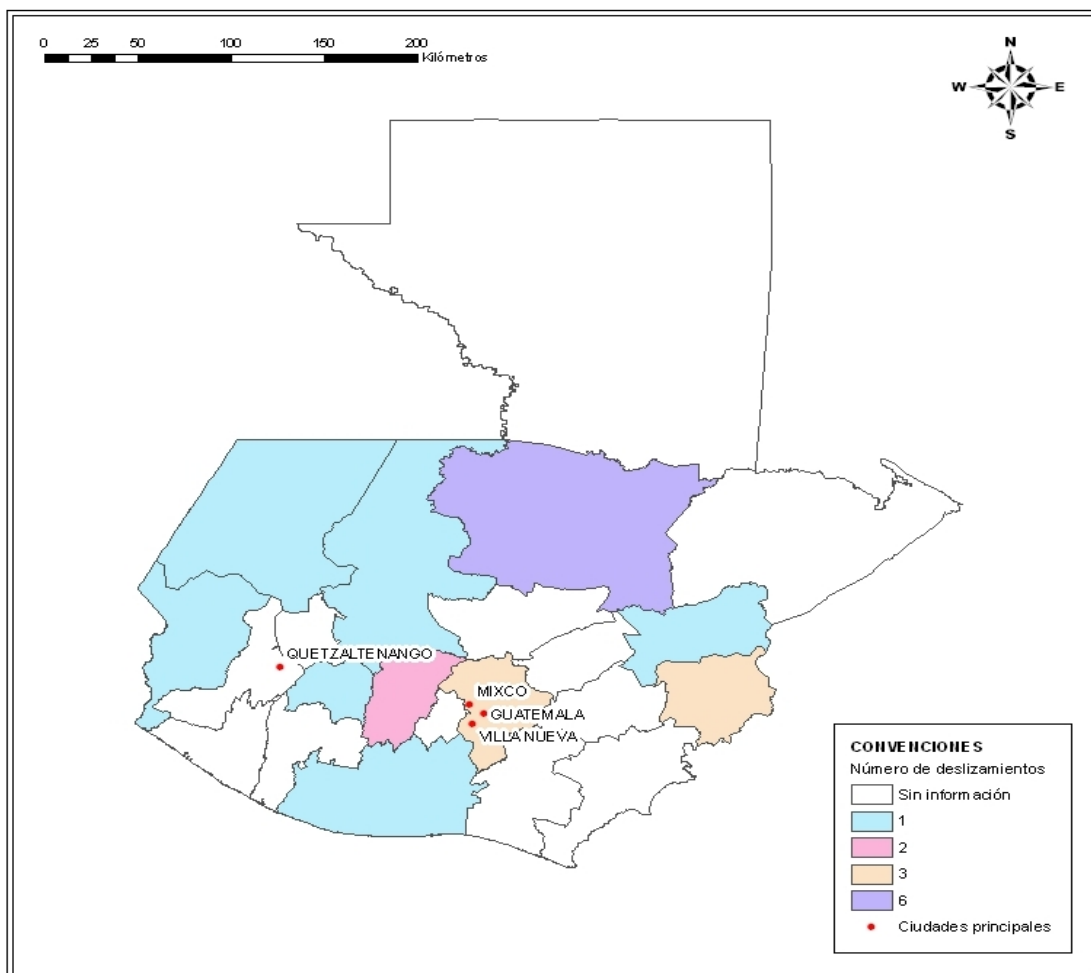 0 25 50 100 150 200
Kilómetros
N
W E
S
QUETZALTENANGO
MIXCO
GUATEMALA
VILLA NUEVA
CONVENCIONES
Número de deslizamientos
Sin información
1
2
3
6
Ciudades principales